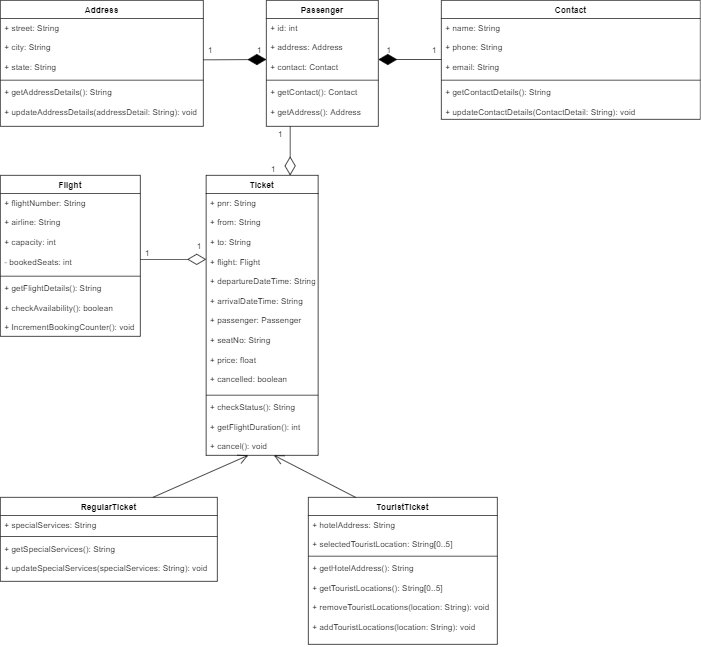 Address
+ street: String
+ city: String
+ state: String
+ getAddressDetails(): String
+ updateAddressDetails(addressDetail: String): void
1
1
Passenger
+ id: int
+ address: Address
+ contact: Contact
+ getContact(): Contact
+ getAddress(): Address
1
1
Contact
+ name: String
+ phone: String
+ email: String
+ getContactDetails(): String
+ updateContactDetails(ContactDetail: String): void
1
1
Flight
+ flightNumber: String
+ airline: String
+ capacity: int
- bookedSeats: int
+ getFlightDetails(): String
+ checkAvailability(): boolean
+ IncrementBookingCounter(): void
1
1
Ticket
+ pnr: String
+ from: String
+ to: String
+ flight: Flight
+ departureDateTime: String
+ arrivalDateTime: String
+ passenger: Passenger
+ seatNo: String
+ price: float
+ cancelled: boolean
+ checkStatus(): String
+ getFlightDuration(): int
+ cancel(): void
RegularTicket
+ specialServices: String
+ getSpecialServices(): String
+ updateSpecialServices(specialServices: String): void
TouristTicket
+ hotelAddress: String
+ selectedTouristLocation: String[0..5]
+ getHotelAddress(): String
+ getTouristLocations(): String[0..5]
+ removeTouristLocations(location: String): void
+ addTouristLocations(location: String): void